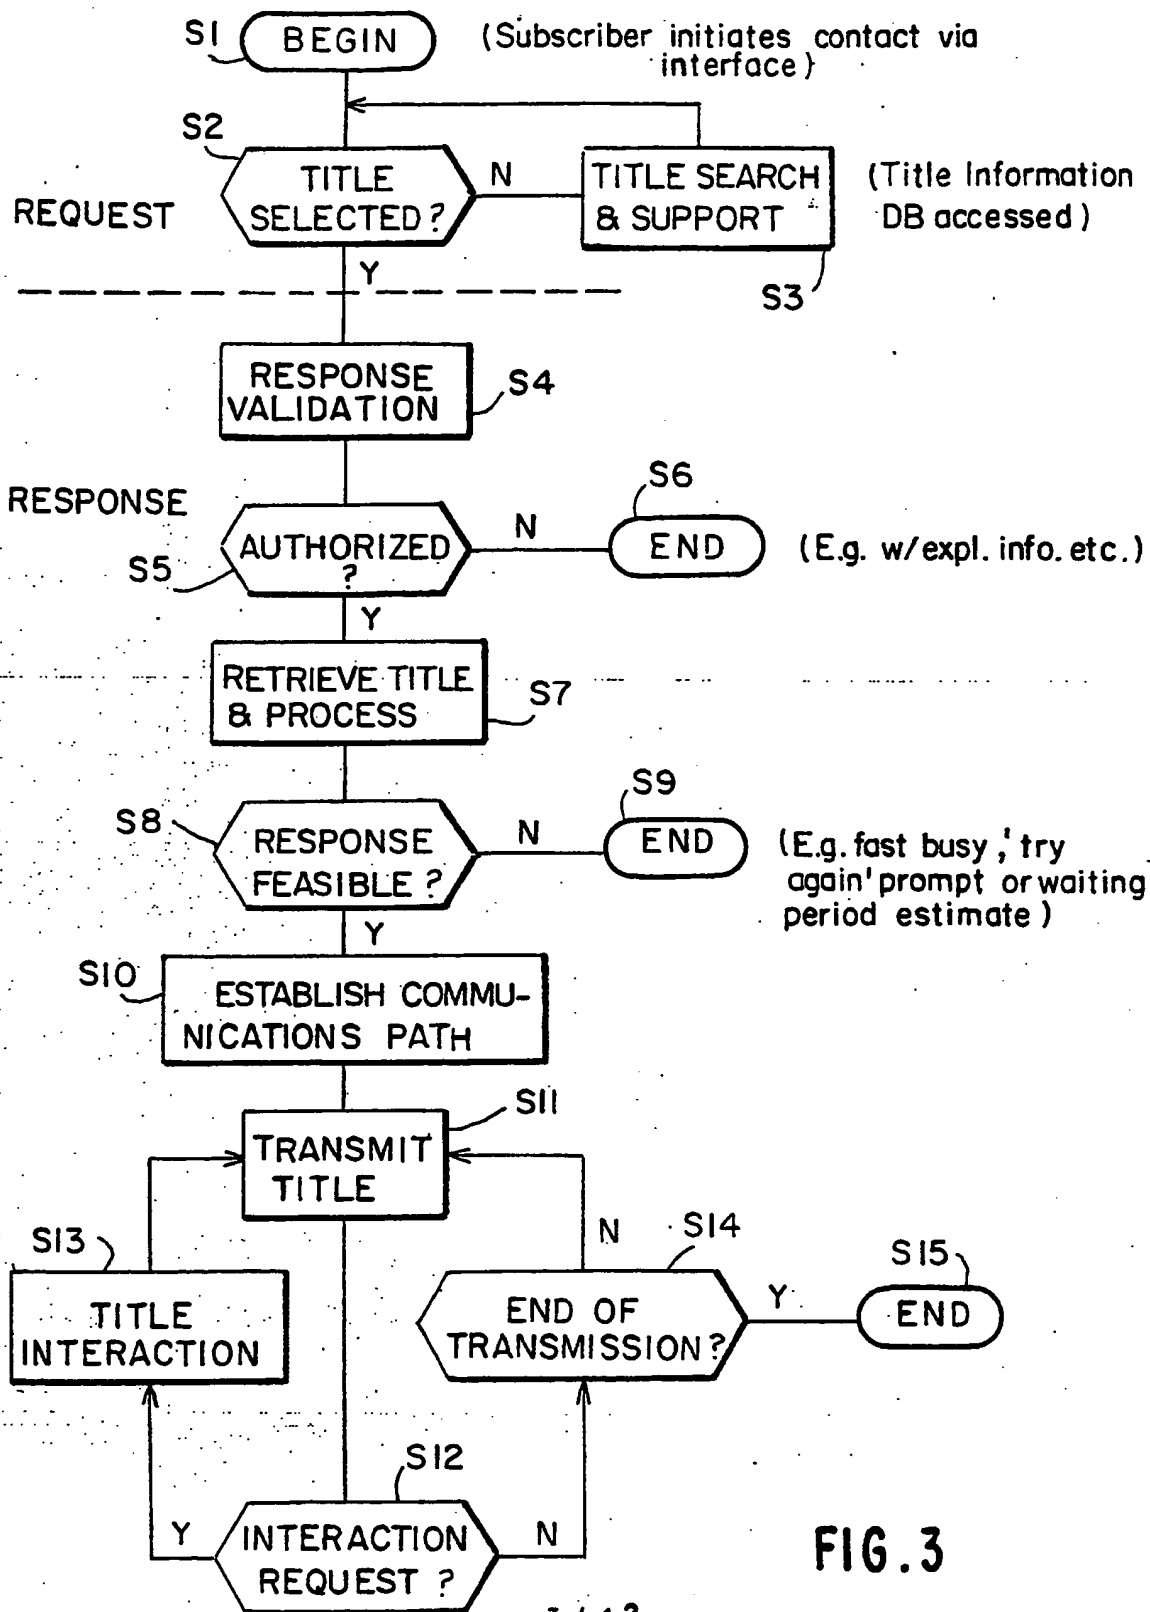 S1
BEGIN
(Subscriber initiates contact via
interface)
S2
TITLE
SELECTED?
N
TITLE SEARCH
& SUPPORT
(Title Information
DB accessed)
REQUEST
Y
S3
RESPONSE
VALIDATION
S4
RESPONSE
S6
AUTHORIZED
?
N
END
(E.g. w/expl. info. etc.)
S5
Y
RETRIEVE TITLE
& PROCESS
S7
S8
RESPONSE
FEASIBLE?
N
S9
END
(E.g. fast busy, 'try
again' prompt or waiting
period estimate)
Y
S10
ESTABLISH COMMU-
NICATIONS PATH
S11
TRANSMIT
TITLE
S13
N
S14
S15
TITLE
INTERACTION
END OF
TRANSMISSION?
Y
END
S12
Y
INTERACTION
REQUEST ?
N
FIG.3